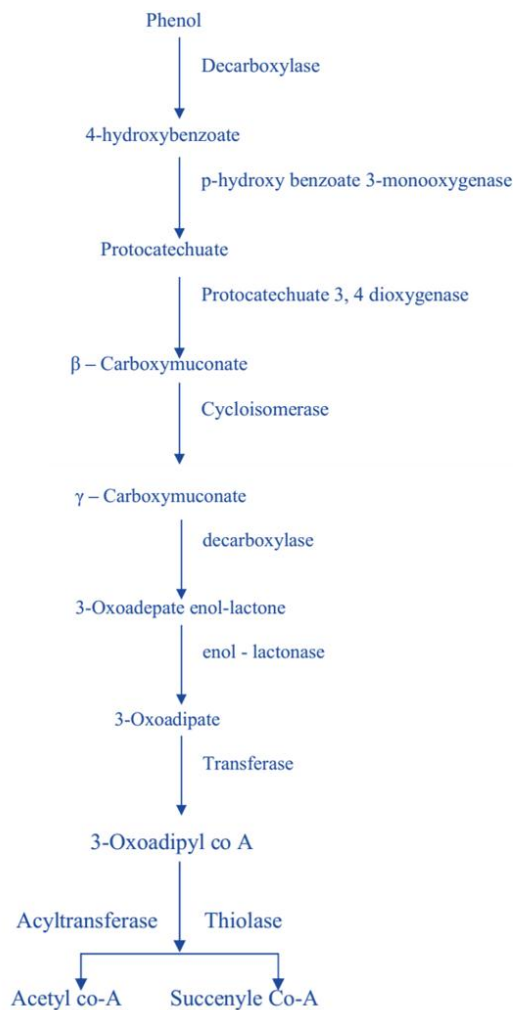 Phenol
Decarboxylase
4-hydroxybenzoate
p-hydroxy benzoate 3-monooxygenase
Protocatechuate
Protocatechuate 3, 4 dioxygenase
β – Carboxymuconate
Cycloisomerase
γ – Carboxymuconate
decarboxylase
3-Oxoadepate enol-lactone
enol - lactonase
3-Oxoadipate
Transferase
3-Oxoadipyl co A
Acyltransferase Thiolase
Acetyl co-A Succenyle Co-A